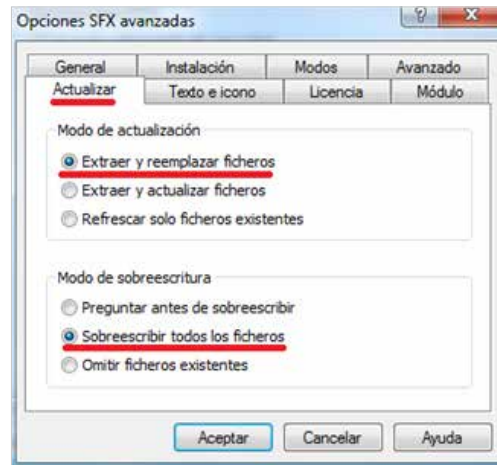 Opciones SFX avanzadas
General Instalación Modos Avanzado
Actualizar Texto e icono Licencia Módulo
Modo de actualización
Extraer y reemplazar ficheros
Extraer y actualizar ficheros
Refrescar solo ficheros existentes
Modo de sobreescritura
Preguntar antes de sobreescribir
Sobreescribir todos los ficheros
Omitir ficheros existentes
Aceptar Cancelar Ayuda